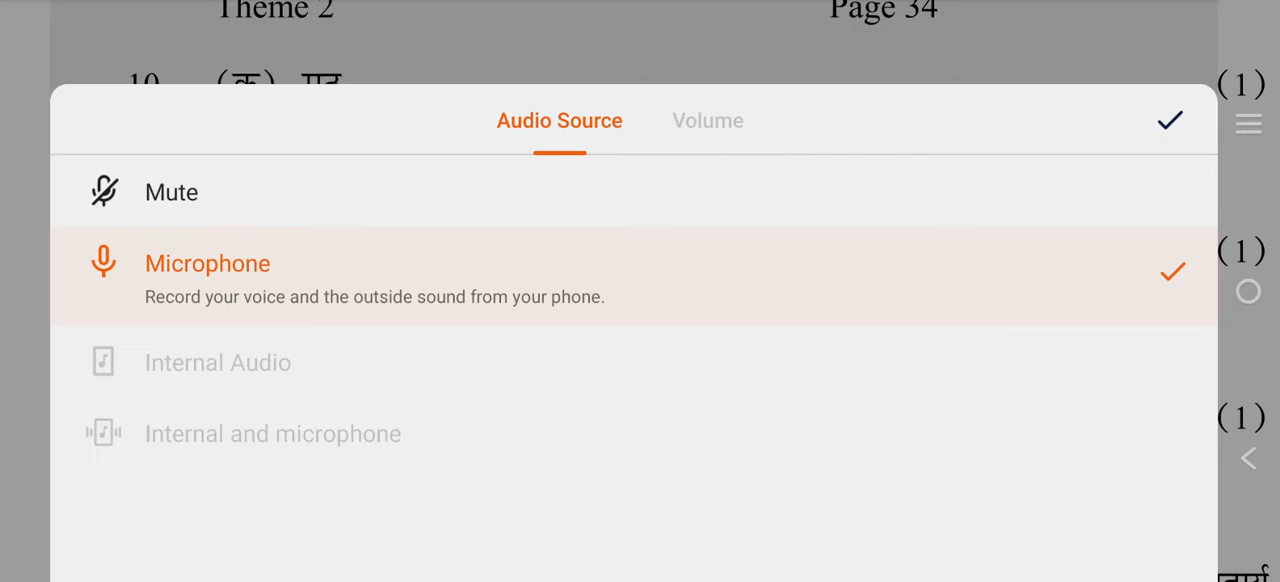 Theme 2 Page 34
10 (क)
(1)
Audio Source Volume
Mute
Microphone
Record your voice and the outside sound from your phone.
(1)
Internal Audio
(1)
Internal and microphone